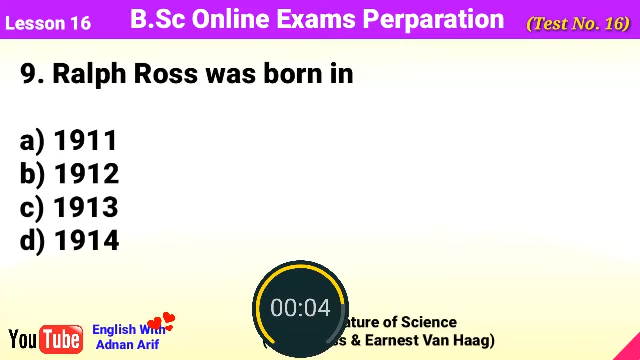 Lesson 16
B.Sc Online Exams Perparation
(Test No. 16)
9. Ralph Ross was born in
a) 1911
b) 1912
c) 1913
d) 1914
00:04
of Science
& Earnest Van Haag)
YouTube
English With
Adnan Arif